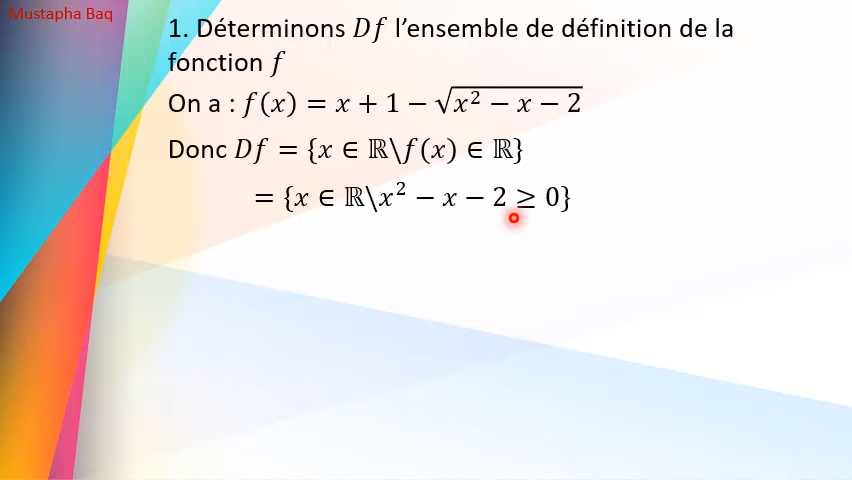 Mustapha Baq
1. Déterminons 𝐷𝑓 l’ensemble de définition de la
fonction 𝑓
On a : 𝑓(𝑥) = 𝑥 + 1 − √(𝑥² − 𝑥 − 2)
Donc 𝐷𝑓 = {𝑥 ∈ ℝ\𝑓(𝑥) ∈ ℝ}
= {𝑥 ∈ ℝ\𝑥² − 𝑥 − 2 ≥ 0}